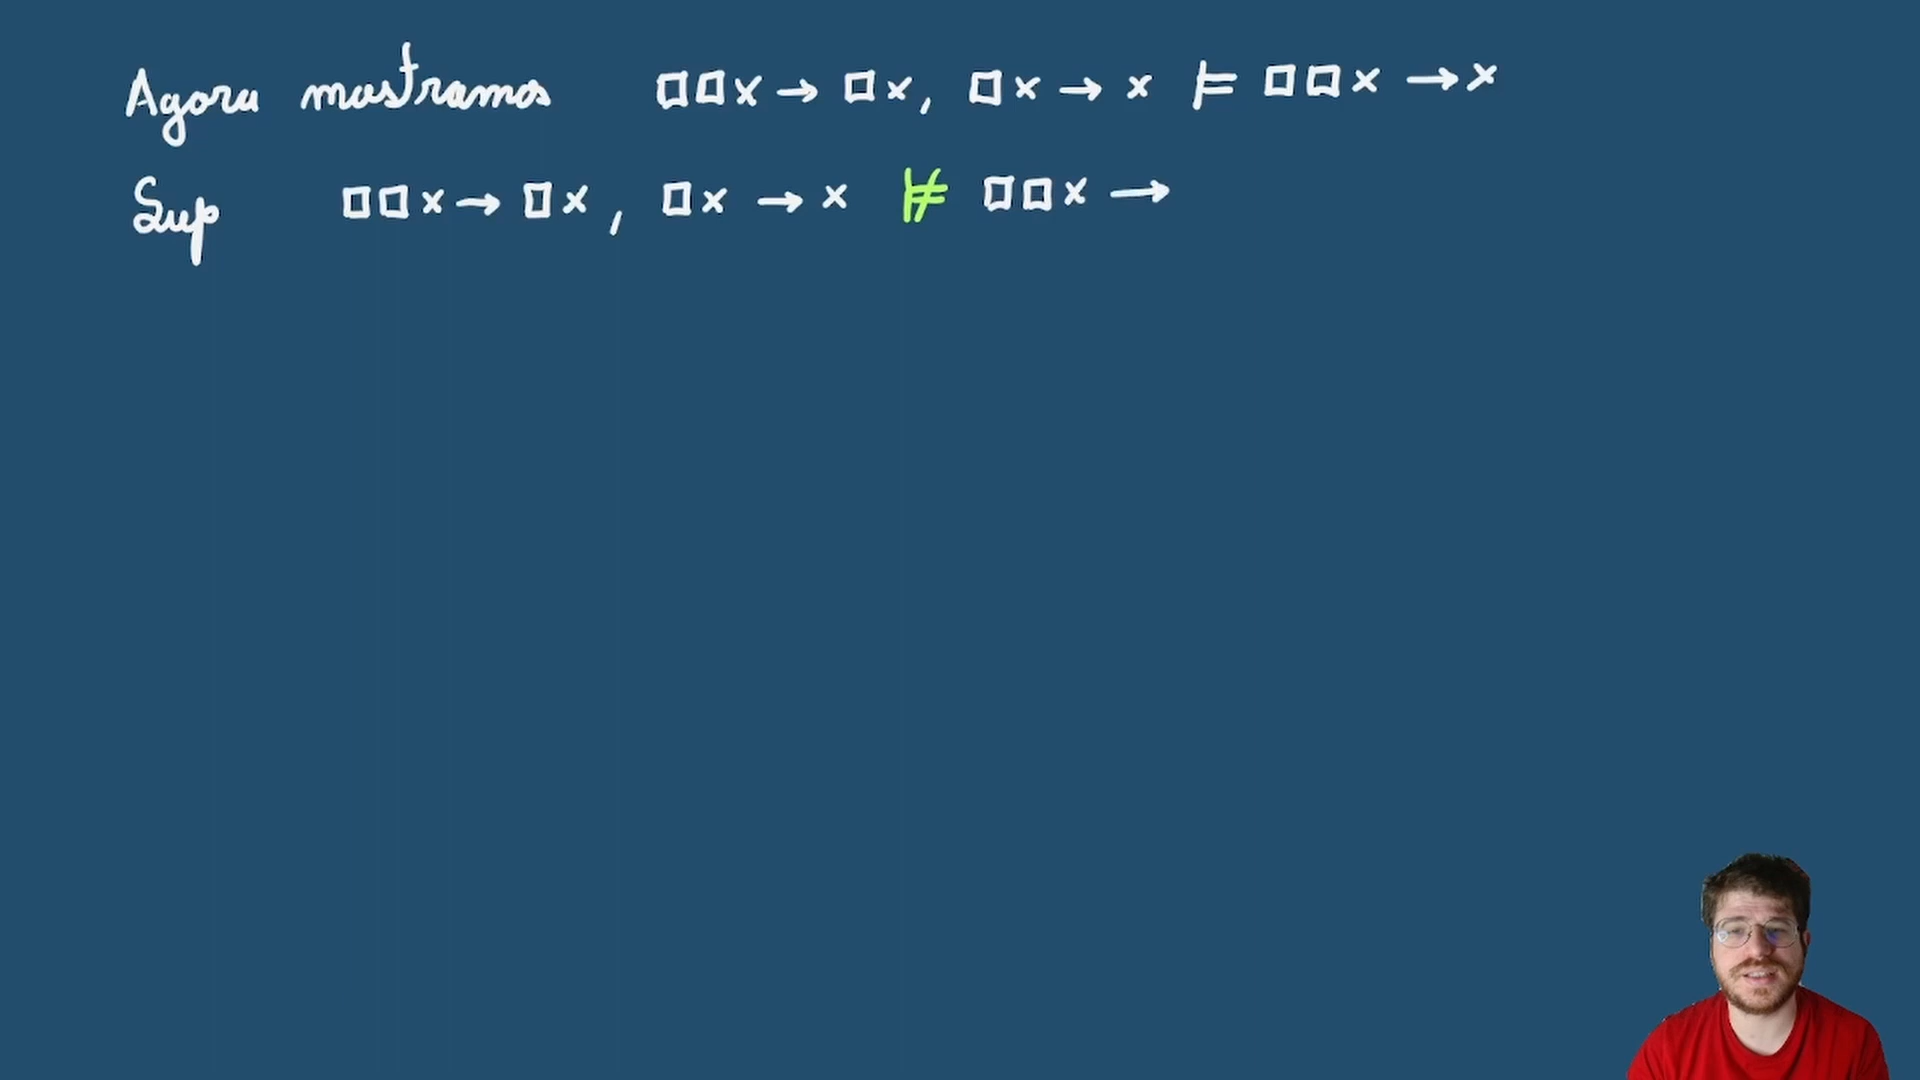 Agora mostramos □□x → □x, □x → x ⊨ □□x → x
Sup □□x → □x, □x → x ⊭ □□x →